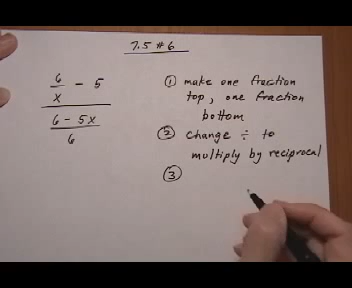 7.5 #6
6/x - 5
6 - 5x
6
① make one fraction
top, one fraction
bottom
② change ÷ to
multiply by reciprocal
③